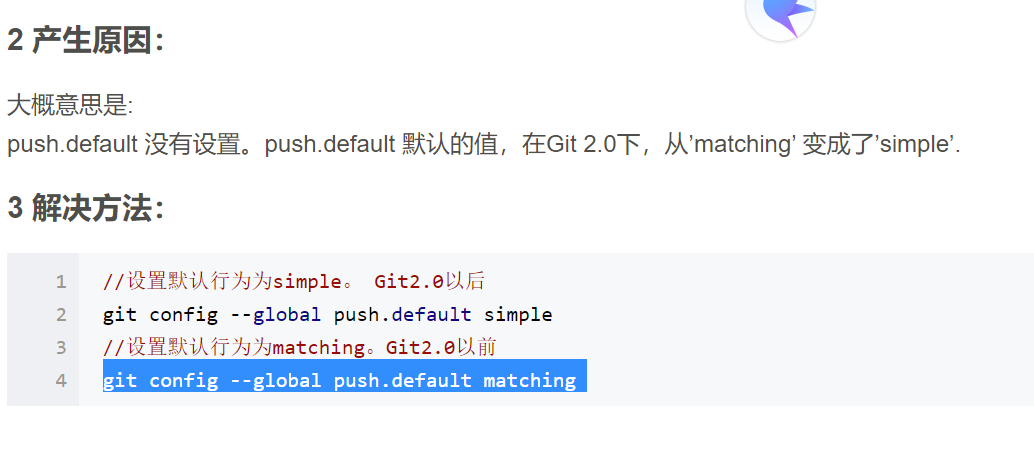 2 产生原因：
大概意思是:
push.default 没有设置。push.default 默认的值，在Git 2.0下，从’matching’ 变成了’simple’.
3 解决方法：
1 //设置默认行为为simple。 Git2.0以后
2 git config --global push.default simple
3 //设置默认行为为matching。Git2.0以前
4 git config --global push.default matching